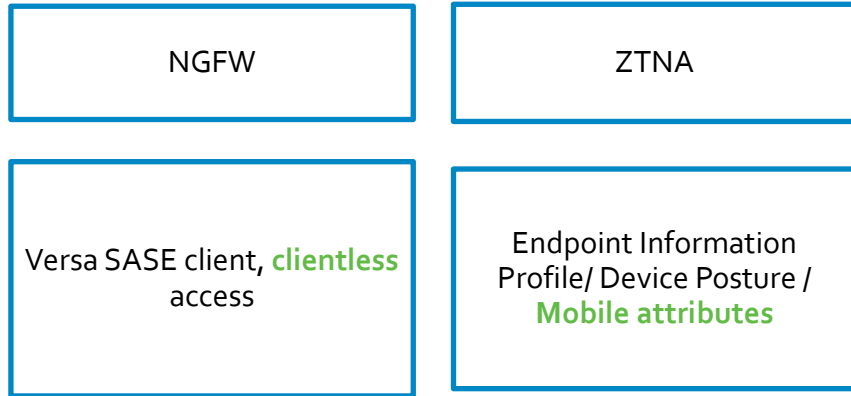 NGFW
ZTNA
Versa SASE client, clientless
access
Endpoint Information
Profile/ Device Posture /
Mobile attributes